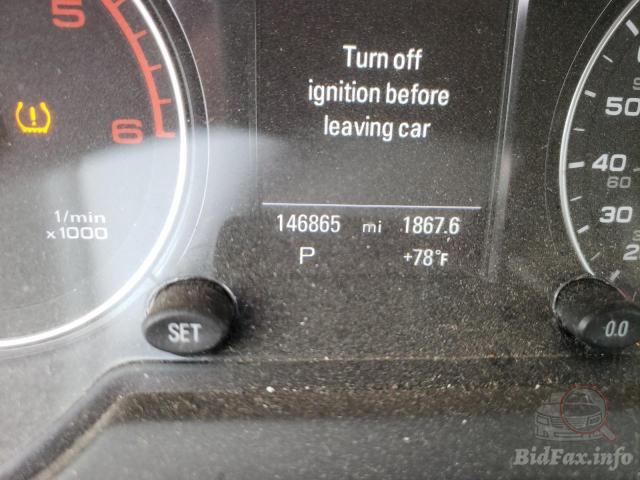 5
6
1/min
x1000
Turn off
ignition before
leaving car
146865 mi 1867.6
P +78°F
SET
50
40
60
30
0.0
BidFax.info